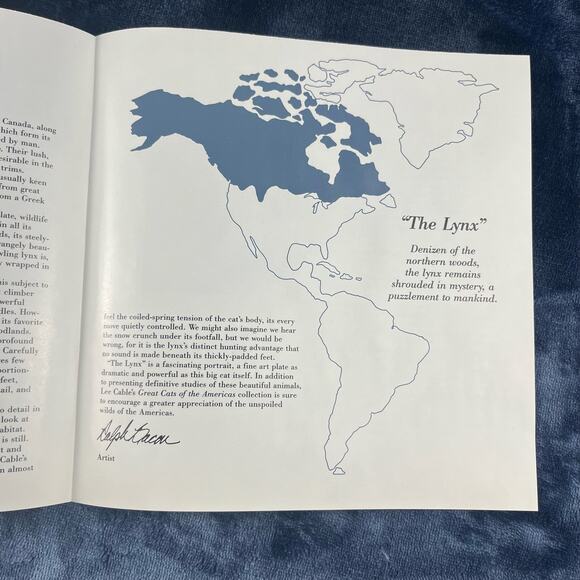 Canada, along
hich form its
d by man.
. Their lush,
esirable in the
trims.
usually keen
from great
om a Greek
late, wildlife
in all its
ds, its steely-
rangely beau-
wling lynx is,
y wrapped in
his subject to
climber
werful
dles. How-
its favorite
odlands.
profound
Carefully
es few
portion-
feet,
ail, and
o detail in
look at
abitat.
is still.
t and
Cable's
n almost
"The Lynx"
Denizen of the
northern woods,
the lynx remains
shrouded in mystery, a
puzzlement to mankind.
feel the coiled-spring tension of the cat's body, its every
move quietly controlled. We might also imagine we hear
the snow crunch under its footfall, but we would be
wrong, for it is the lynx's distinct hunting advantage that
no sound is made beneath its thickly-padded feet.
"The Lynx" is a fascinating portrait, a fine art plate as
dramatic and powerful as this big cat itself. In addition
to presenting definitive studies of these beautiful animals,
Lee Cable's Great Cats of the Americas collection is sure
to encourage a greater appreciation of the unspoiled
wilds of the Americas.
Ralph
Artist